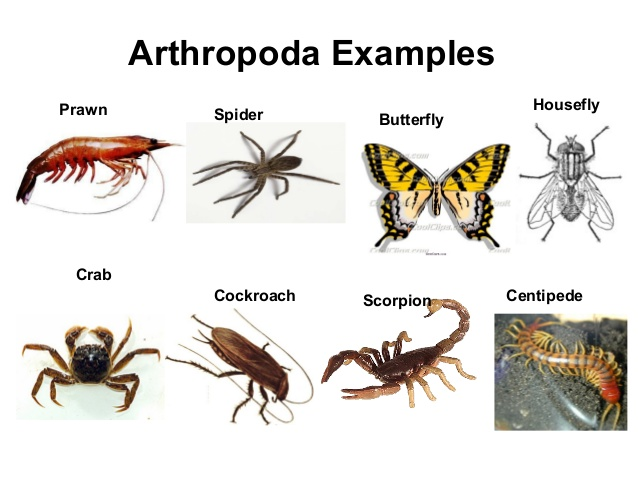 Arthropoda Examples
Prawn
Spider
Butterfly
Housefly
Crab
Cockroach
Scorpion
Centipede